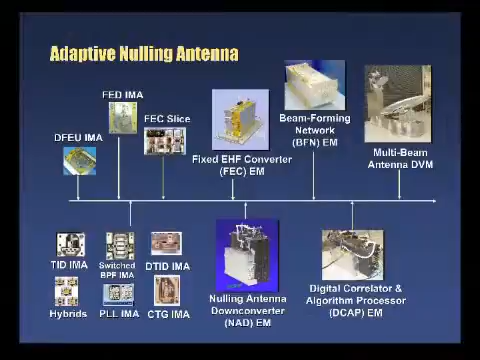 Adaptive Nulling Antenna
FED IMA
DFEU IMA
FEC Slice
Fixed EHF Converter
(FEC) EM
Beam-Forming
Network
(BFN) EM
Multi-Beam
Antenna DVM
TID IMA
Switched
BPF IMA
DTID IMA
Hybrids
PLL IMA
CTG IMA
Nulling Antenna
Downconverter
(NAD) EM
Digital Correlator &
Algorithm Processor
(DCAP) EM